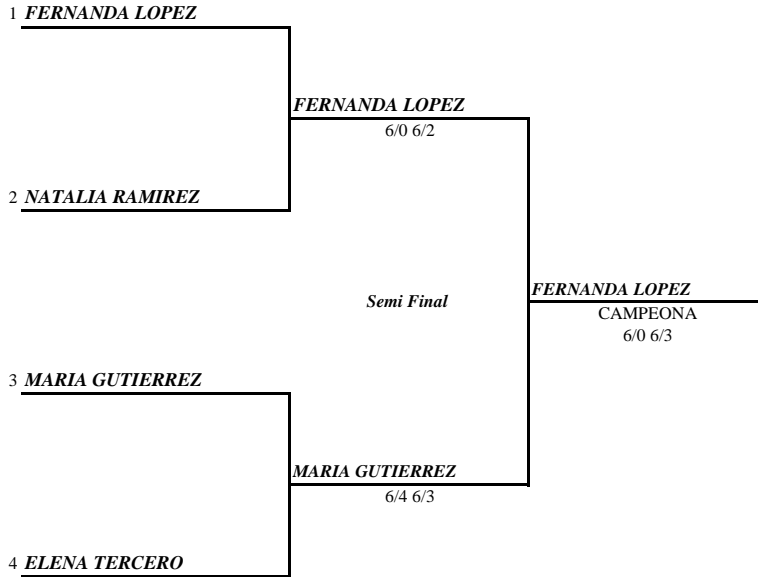 1 FERNANDA LOPEZ
FERNANDA LOPEZ
6/0 6/2
2 NATALIA RAMIREZ
Semi Final
FERNANDA LOPEZ
CAMPEONA
6/0 6/3
3 MARIA GUTIERREZ
MARIA GUTIERREZ
6/4 6/3
4 ELENA TERCERO